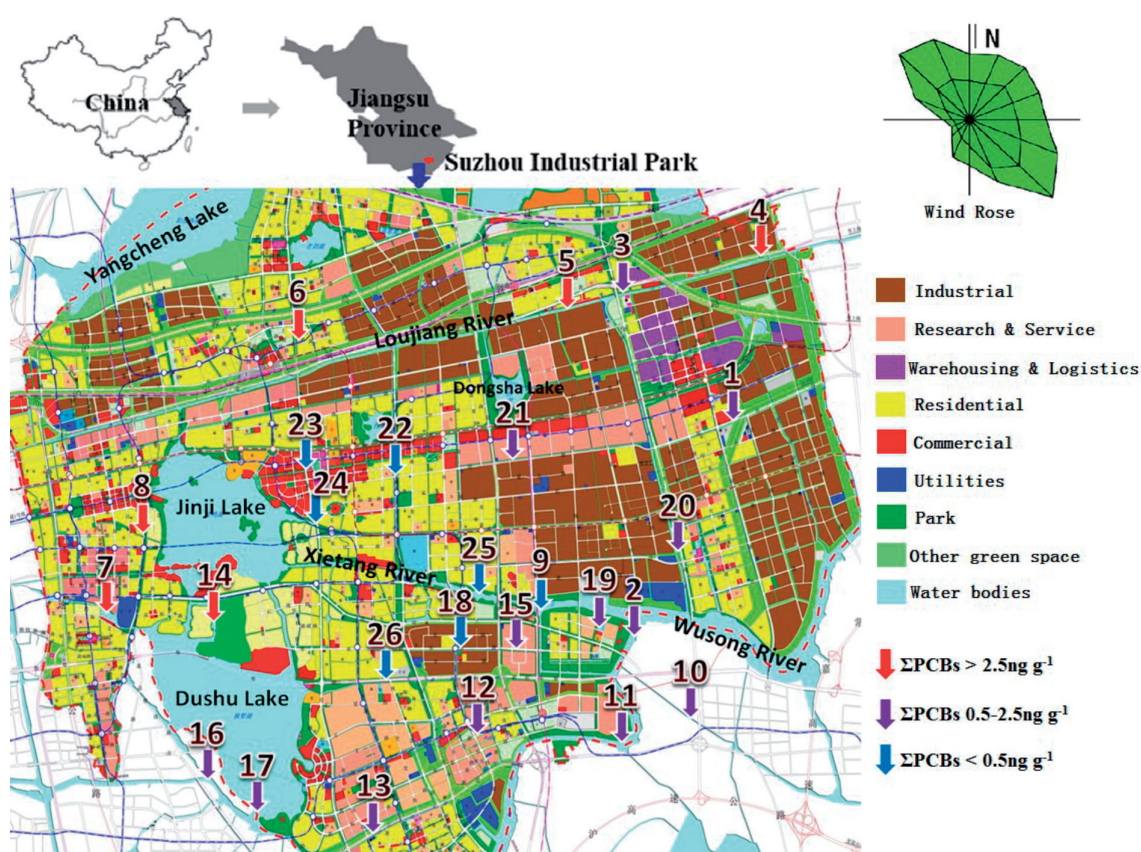 China
Jiangsu
Province
Suzhou Industrial Park
N
Wind Rose
Yangcheng Lake
4
3
5
6
Loujiang River
Dongsha Lake
1
21
23
22
24
8
Jinji Lake
20
Xietang River
25
9
7
14
19
2
18
15
Wusong River
26
10
Dushu Lake
12
11
16
17
13
Industrial
Research & Service
Warehousing & Logistics
Residential
Commercial
Utilities
Park
Other green space
Water bodies
ΣPCBs > 2.5ng g⁻¹
ΣPCBs 0.5-2.5ng g⁻¹
ΣPCBs < 0.5ng g⁻¹